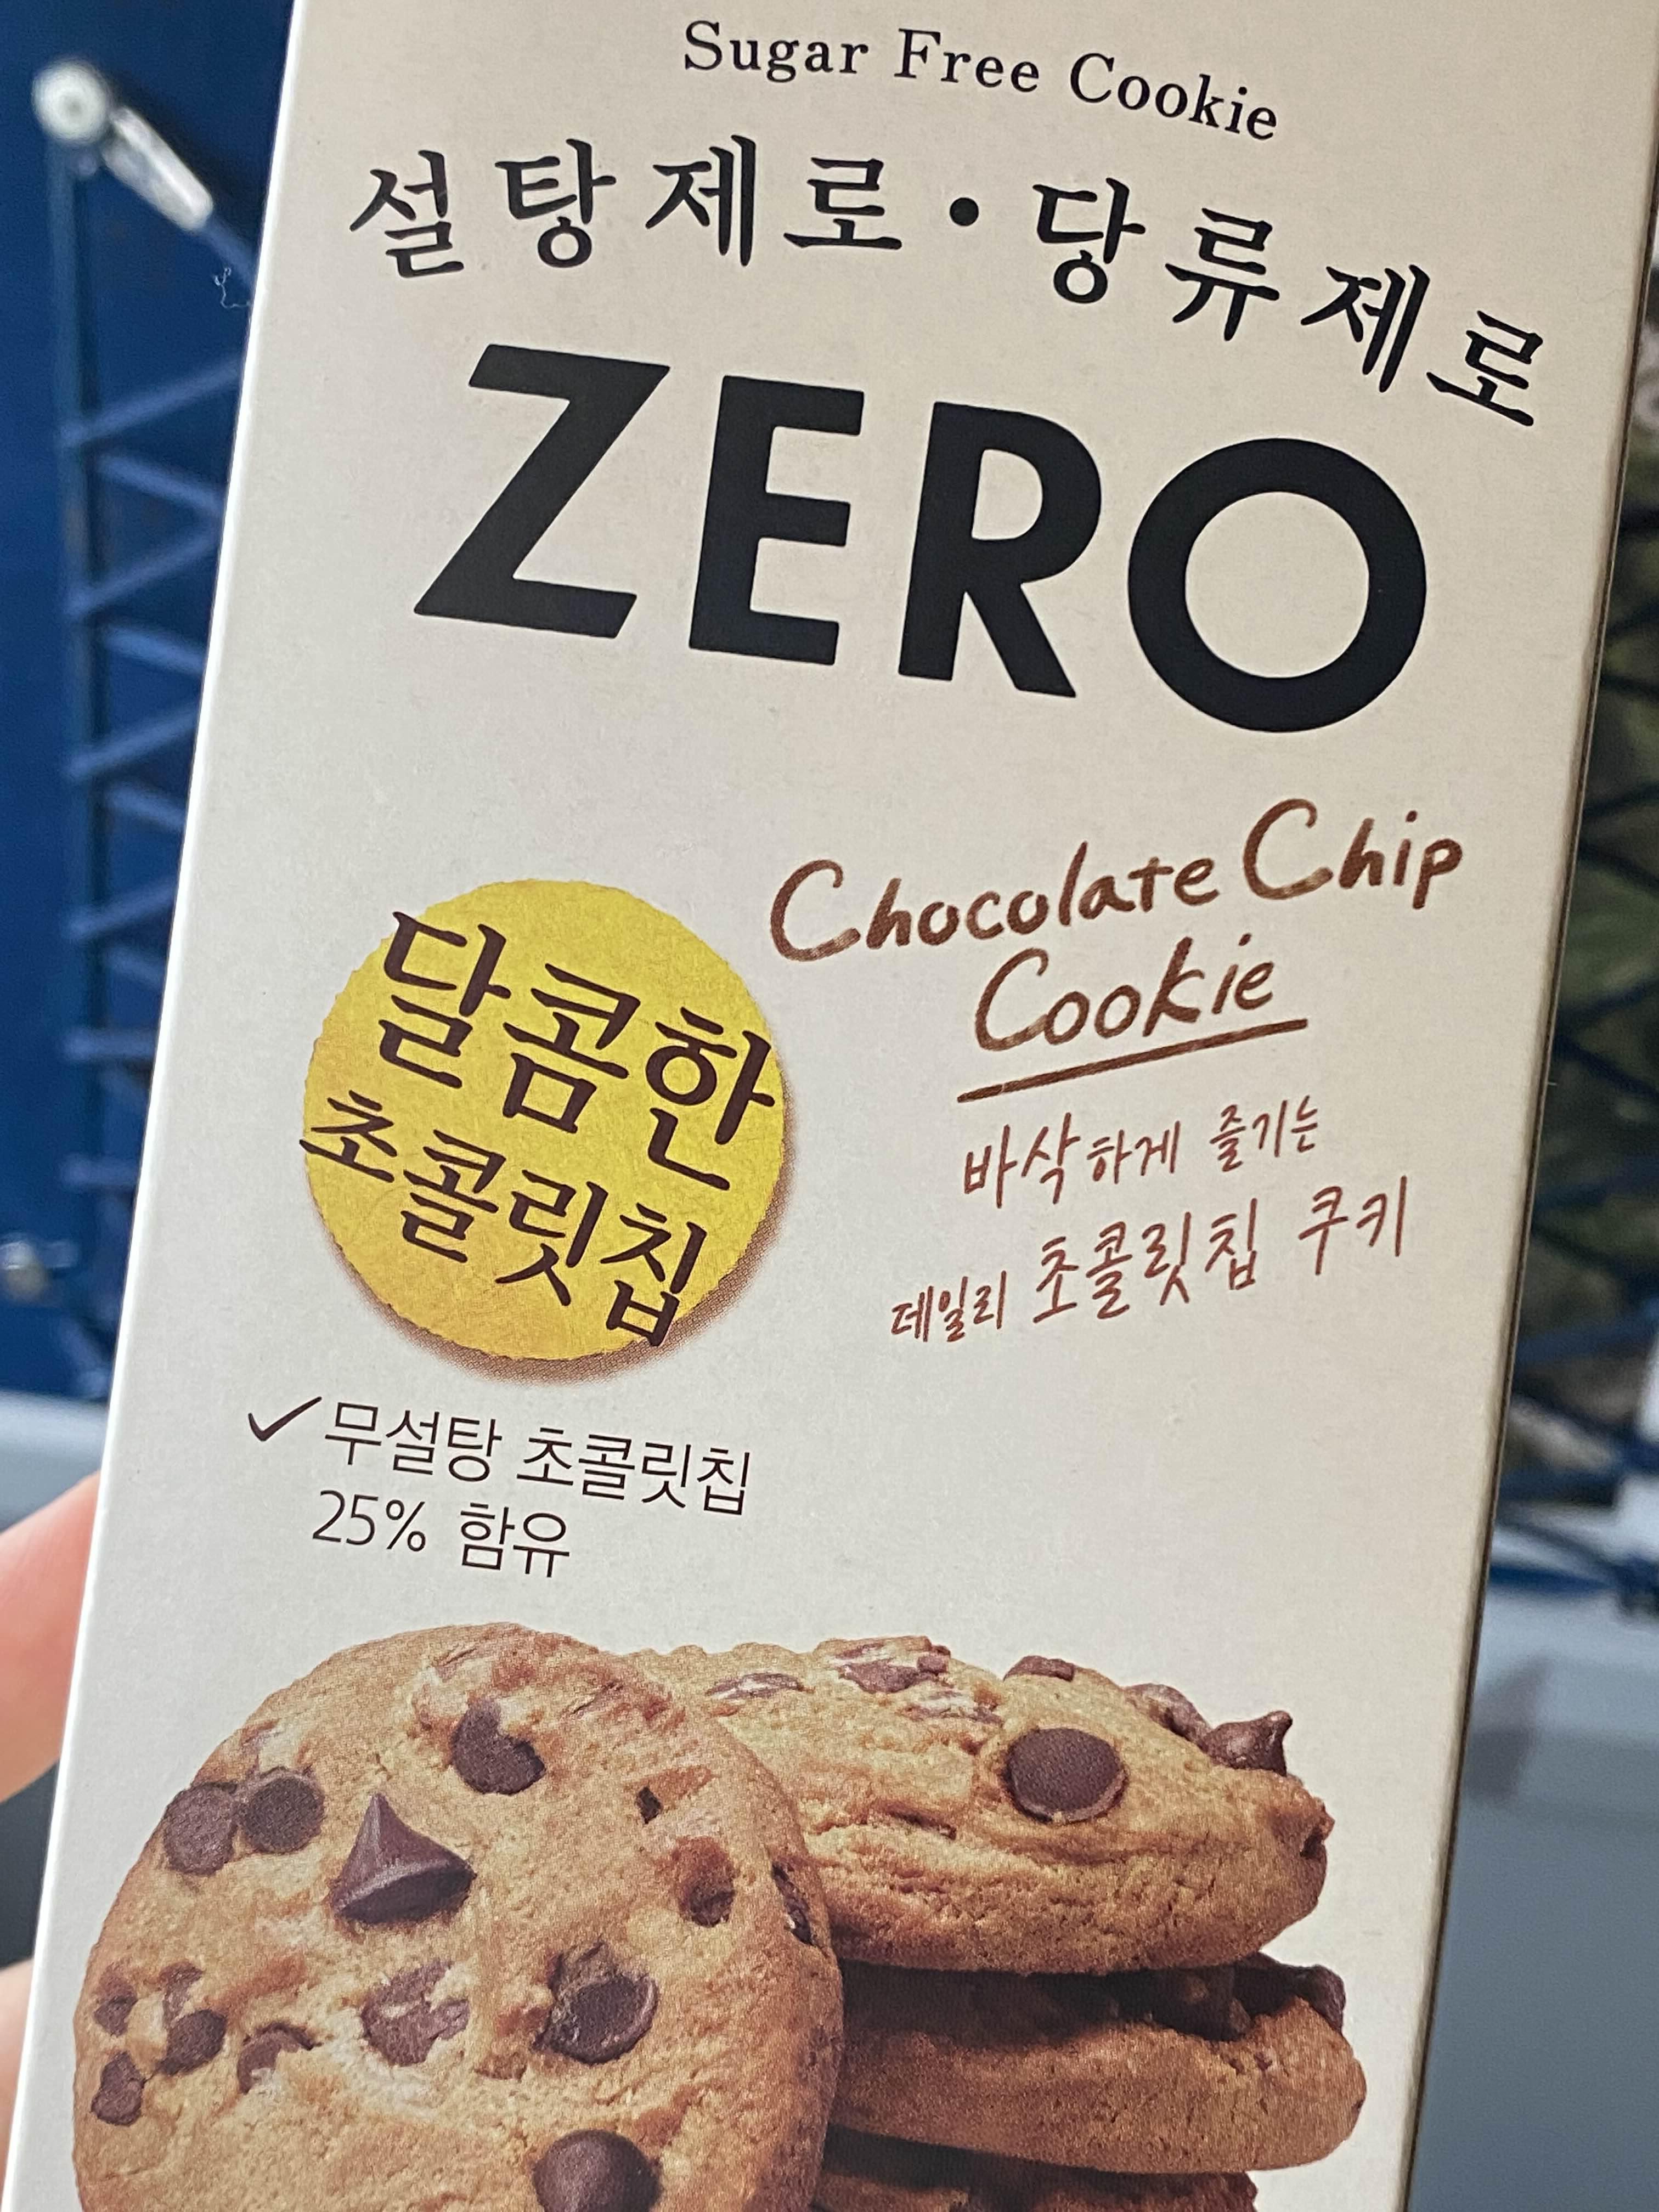 Sugar Free Cookie
설탕제로·당류제로
ZERO
Chocolate Chip
Cookie
바삭하게 즐기는
데일리 초콜릿칩 쿠키
달콤한
초콜릿칩
✓무설탕 초콜릿칩
25% 함유